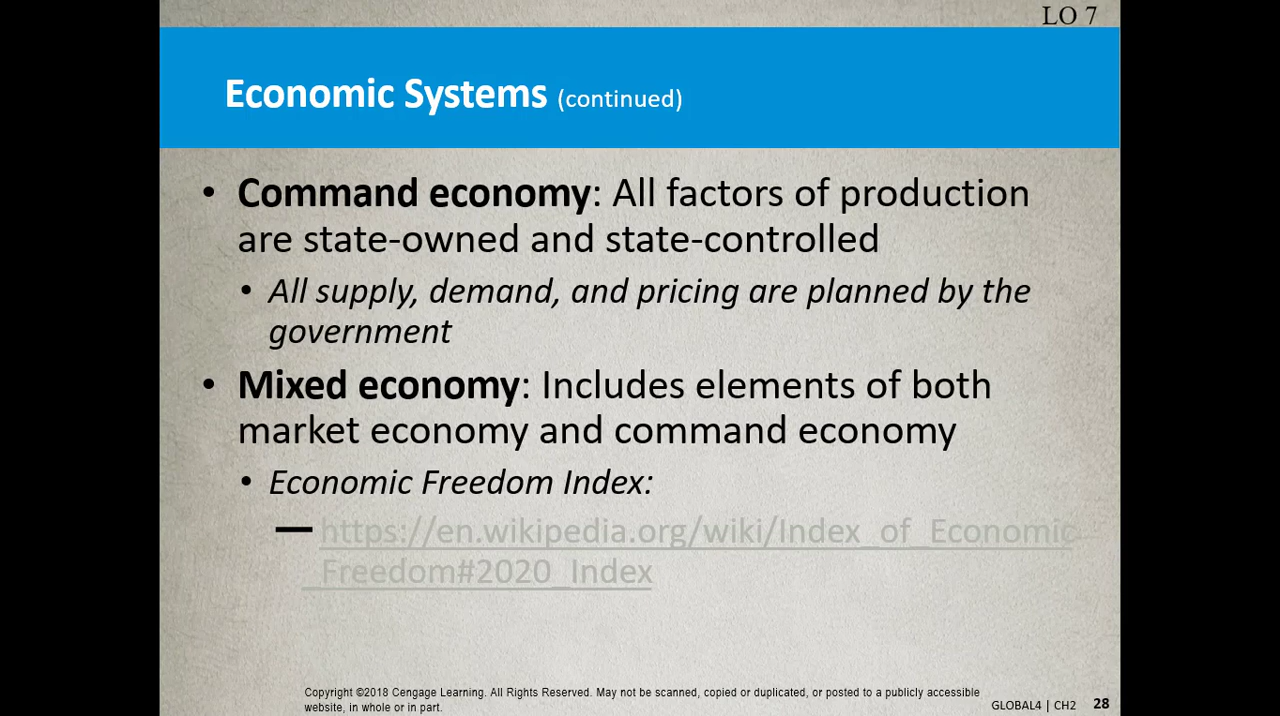 LO 7
Economic Systems (continued)
• Command economy: All factors of production
are state-owned and state-controlled
• All supply, demand, and pricing are planned by the
government
• Mixed economy: Includes elements of both
market economy and command economy
• Economic Freedom Index:
— https://en.wikipedia.org/wiki/Index_of_Economic
_Freedom#2020_Index
Copyright ©2018 Cengage Learning. All Rights Reserved. May not be scanned, copied or duplicated, or posted to a publicly accessible
website, in whole or in part.
GLOBAL4 | CH2 28